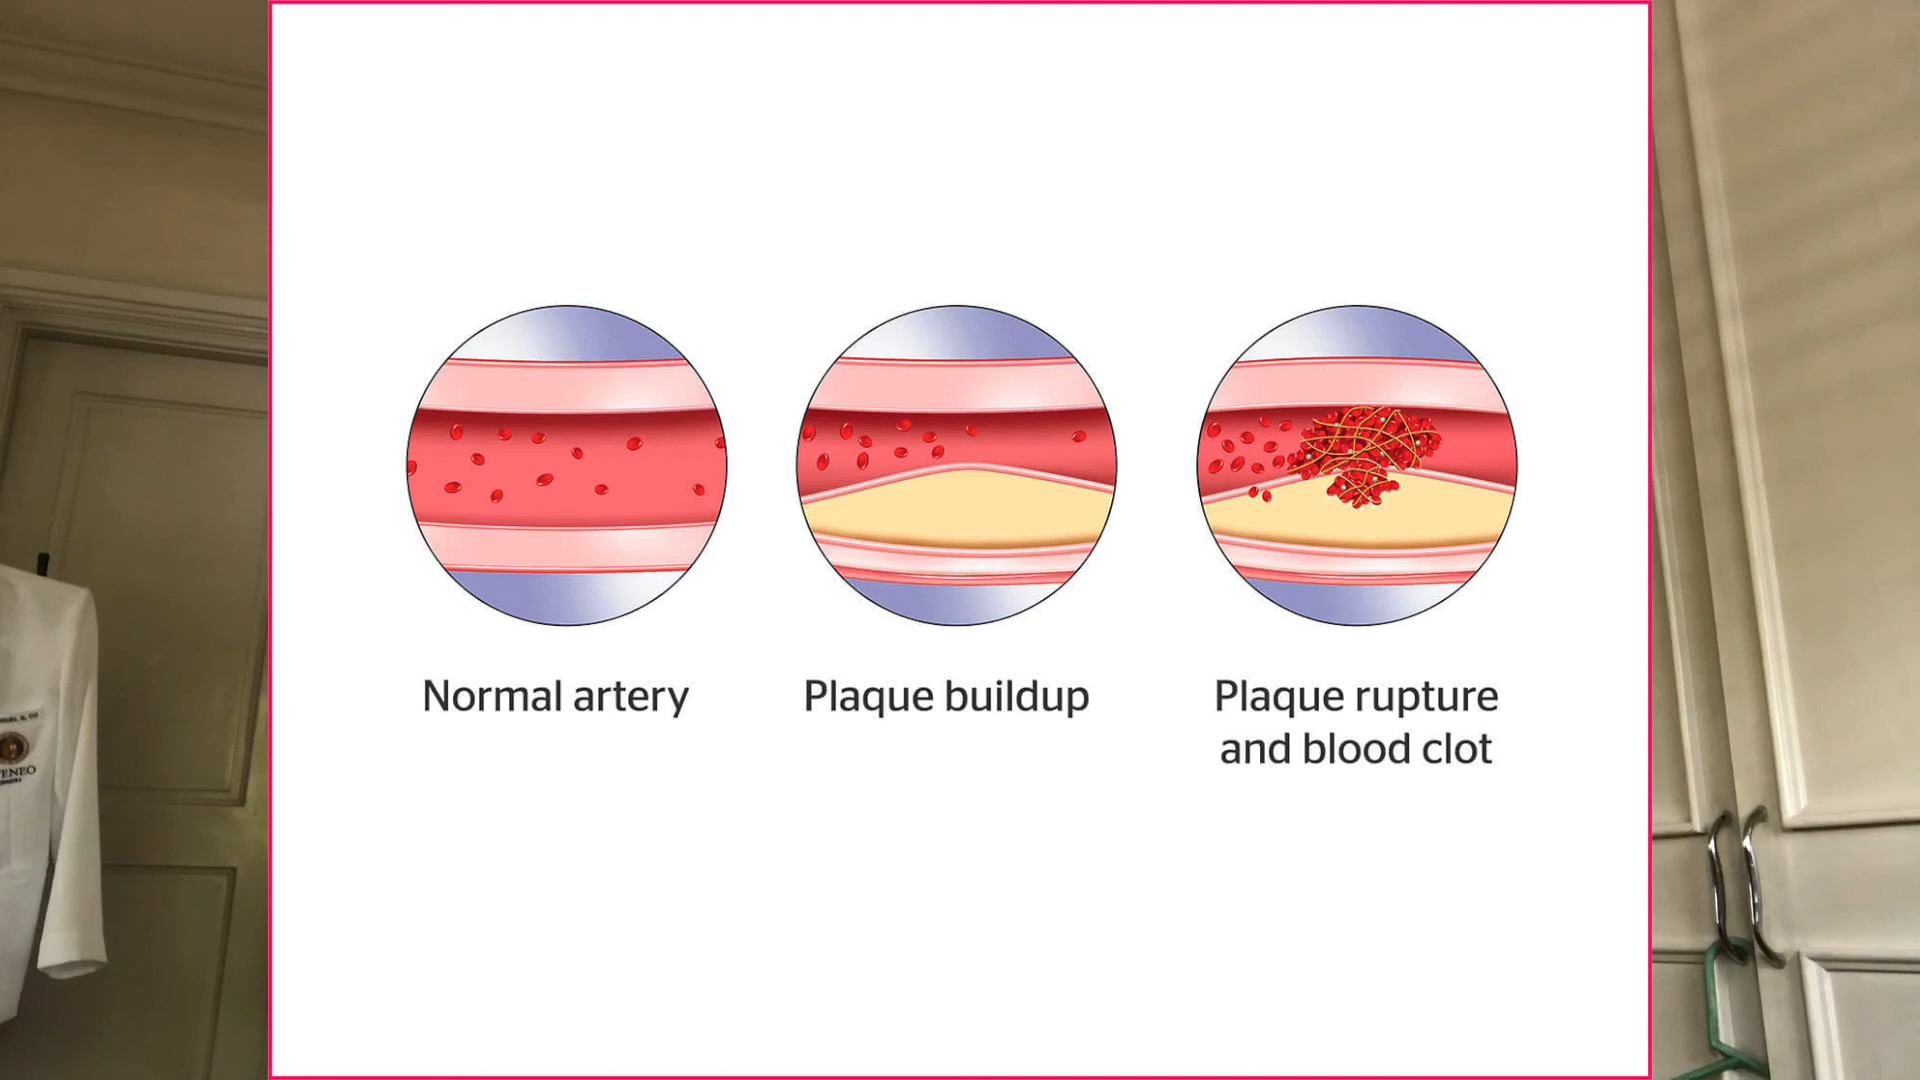 Normal artery
Plaque buildup
Plaque rupture
and blood clot